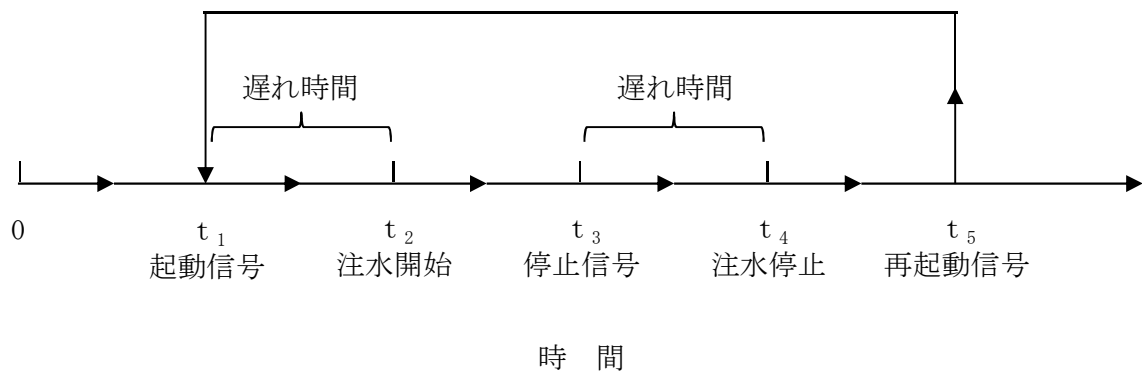 遅れ時間 遅れ時間
0 t₁ t₂ t₃ t₄ t₅
起動信号 注水開始 停止信号 注水停止 再起動信号
時 間